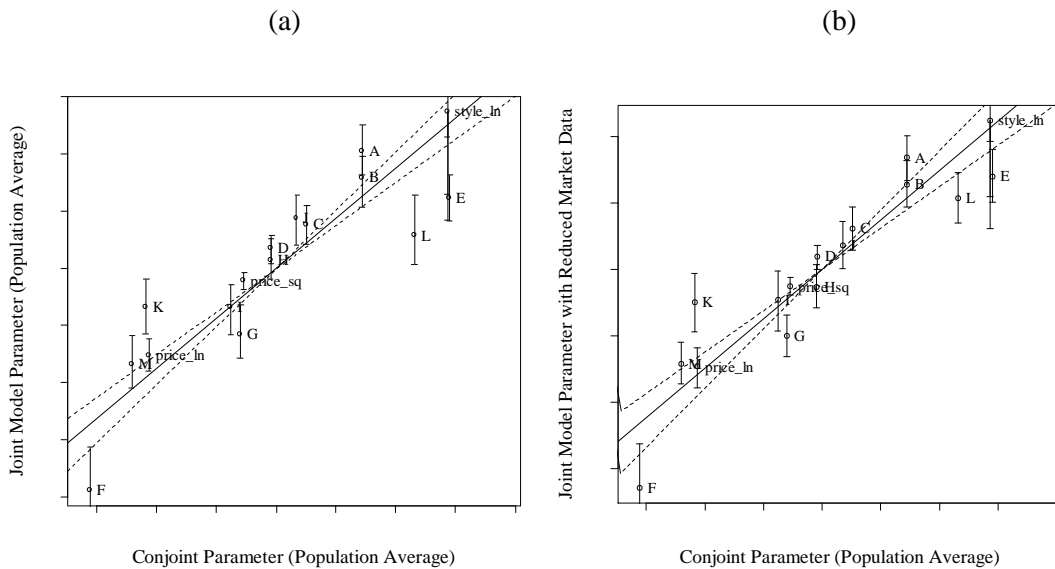 (a)
Joint Model Parameter (Population Average)
style_ln
A
B
E
C
L
D
H
price_sq
K
G
price_ln
M
F
Conjoint Parameter (Population Average)
(b)
Joint Model Parameter with Reduced Market Data
style_ln
A
B
E
L
C
D
H
K
G
M
price_ln
F
Conjoint Parameter (Population Average)